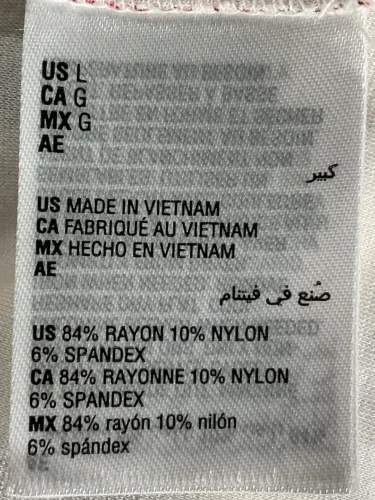 US L
CA G
MX G
AE
كبير
US MADE IN VIETNAM
CA FABRIQUÉ AU VIETNAM
MX HECHO EN VIETNAM
AE
صُنع في فيتنام
US 84% RAYON 10% NYLON
6% SPANDEX
CA 84% RAYONNE 10% NYLON
6% SPANDEX
MX 84% rayón 10% nilón
6% spándex